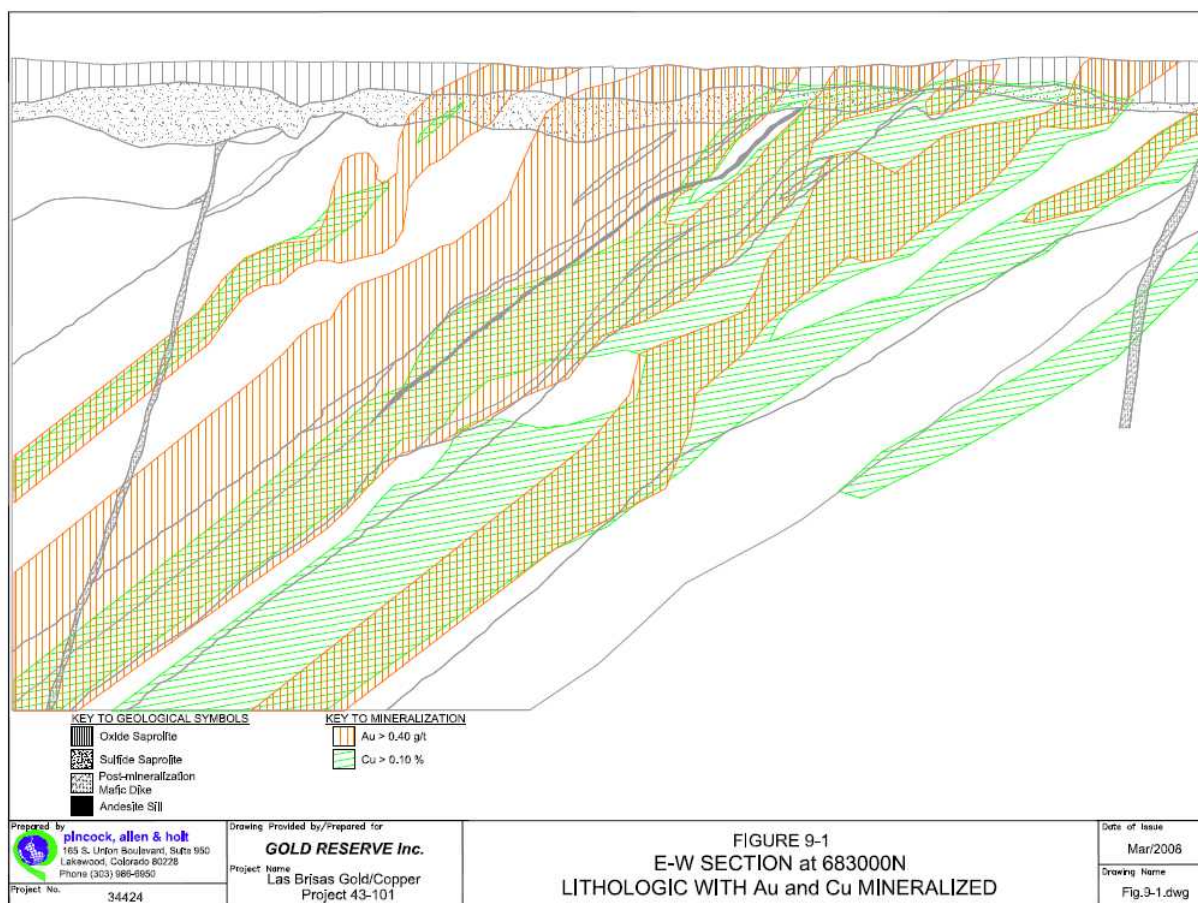 KEY TO GEOLOGICAL SYMBOLS
Oxide Saprolite
Sulfide Saprolite
Post-mineralization
Mafic Dike
Andesite Sill
KEY TO MINERALIZATION
Au > 0.40 g/t
Cu > 0.10 %
Prepared by
pincock, allen & holt
165 S. Union Boulevard, Suite 950
Lakewood, Colorado 80228
Phone (303) 986-6950
Project No.
34424
Drawing Provided by/Prepared for
GOLD RESERVE Inc.
Project Name
Las Brisas Gold/Copper
Project 43-101
FIGURE 9-1
E-W SECTION at 683000N
LITHOLOGIC WITH Au and Cu MINERALIZED
Date of Issue
Mar/2006
Drawing Name
Fig.9-1.dwg